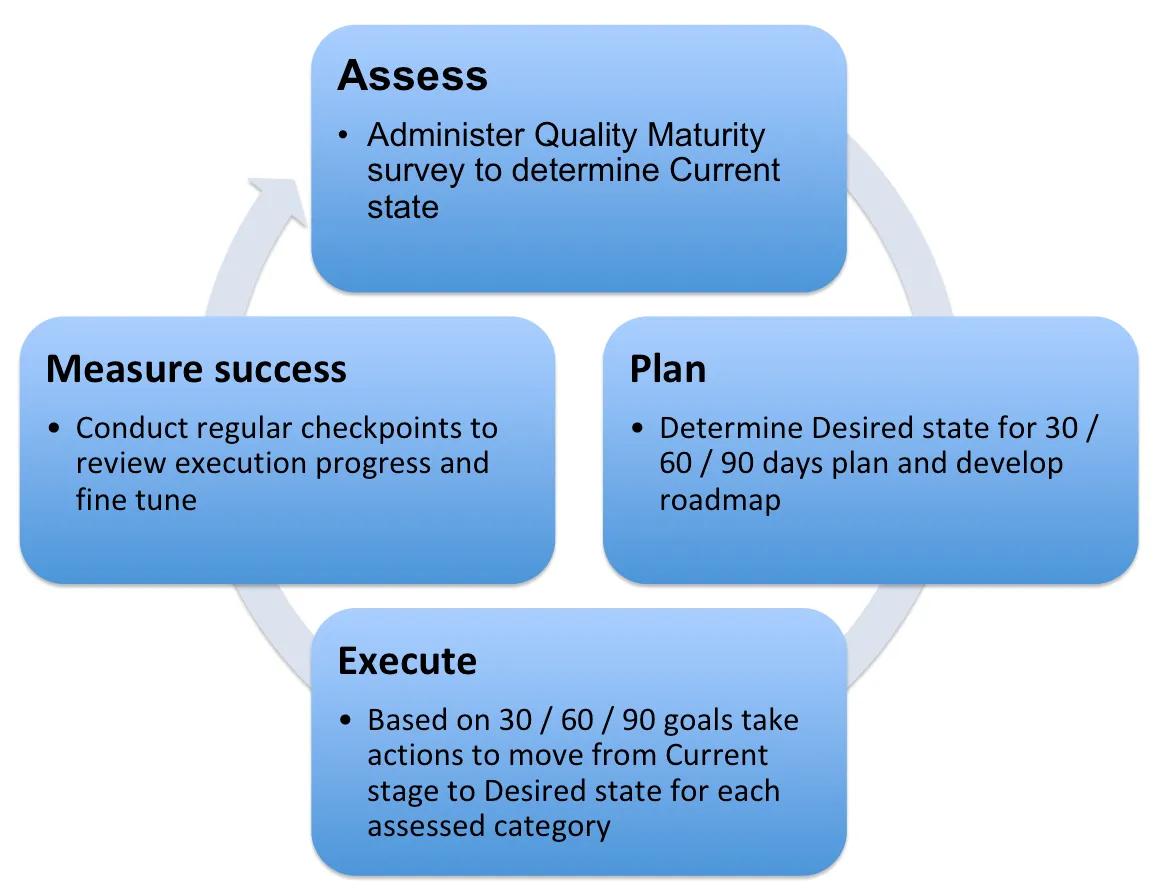 Assess
• Administer Quality Maturity
survey to determine Current
state
Measure success
• Conduct regular checkpoints to
review execution progress and
fine tune
Plan
• Determine Desired state for 30 /
60 / 90 days plan and develop
roadmap
Execute
• Based on 30 / 60 / 90 goals take
actions to move from Current
stage to Desired state for each
assessed category